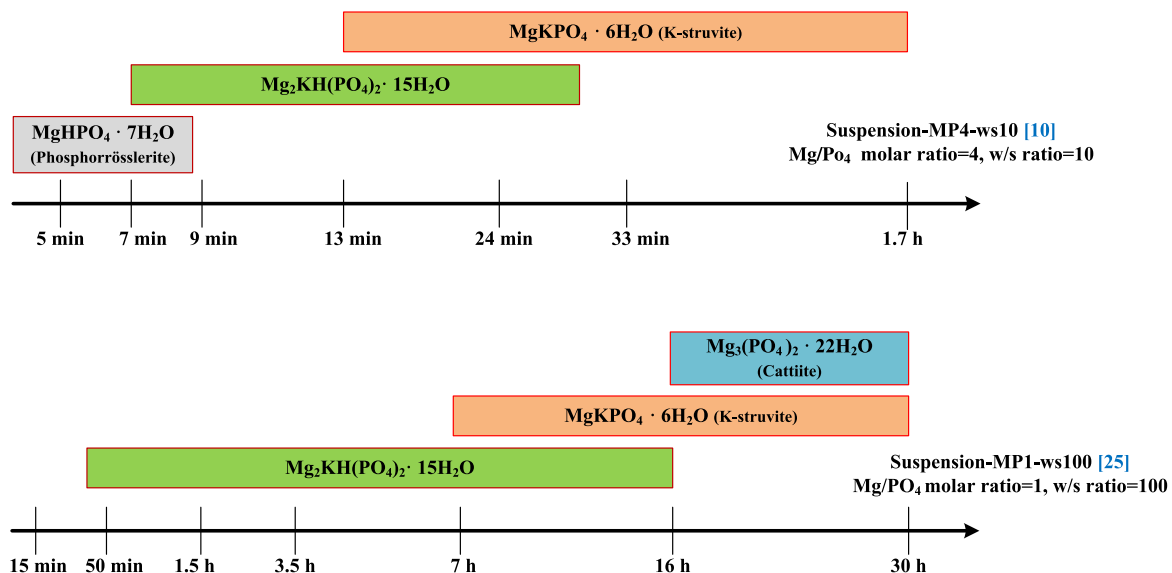 MgKPO₄ · 6H₂O (K-struvite)
Mg₂KH(PO₄)₂· 15H₂O
MgHPO₄ · 7H₂O
(Phosphorrösslerite)
Suspension-MP4-ws10 [10]
Mg/Po₄ molar ratio=4, w/s ratio=10
5 min 7 min 9 min 13 min 24 min 33 min 1.7 h
Mg₃(PO₄)₂ · 22H₂O
(Cattiite)
MgKPO₄ · 6H₂O (K-struvite)
Mg₂KH(PO₄)₂· 15H₂O
Suspension-MP1-ws100 [25]
Mg/PO₄ molar ratio=1, w/s ratio=100
15 min 50 min 1.5 h 3.5 h 7 h 16 h 30 h